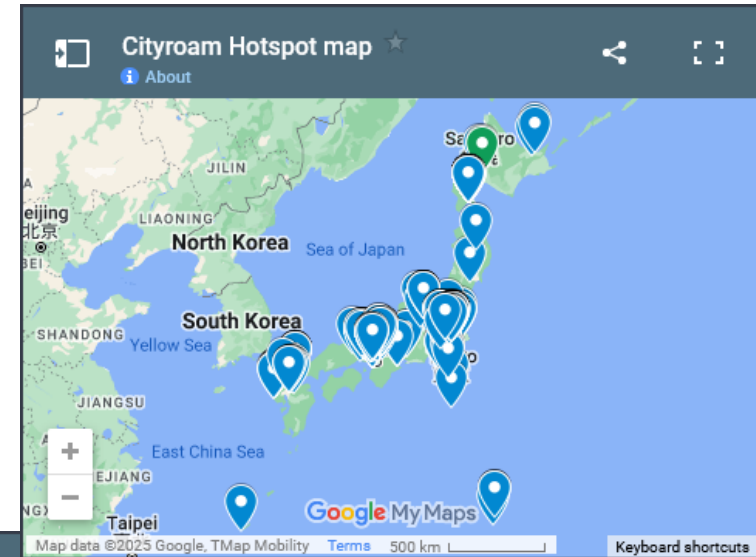 Cityroam Hotspot map
About
JILIN
eijing
北京
LIAONING
North Korea
Sea of Japan
South Korea
SHANDONG
Yellow Sea
JIANGSU
East China Sea
EJIANG
Taipei
Google My Maps
Map data ©2025 Google, TMap Mobility Terms 500 km
Keyboard shortcuts